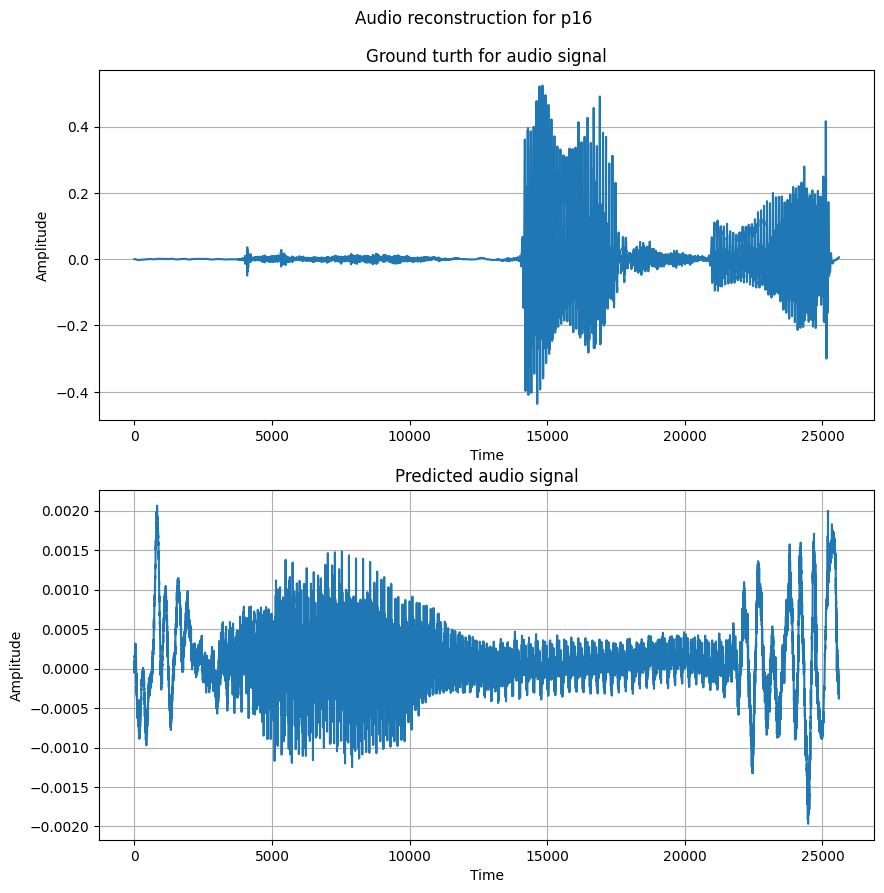 Audio reconstruction for p16
Ground turth for audio signal
Amplitude
0.4
0.2
0.0
−0.2
−0.4
0 5000 10000 15000 20000 25000
Time
Predicted audio signal
Amplitude
0.0020
0.0015
0.0010
0.0005
0.0000
−0.0005
−0.0010
−0.0015
−0.0020
0 5000 10000 15000 20000 25000
Time